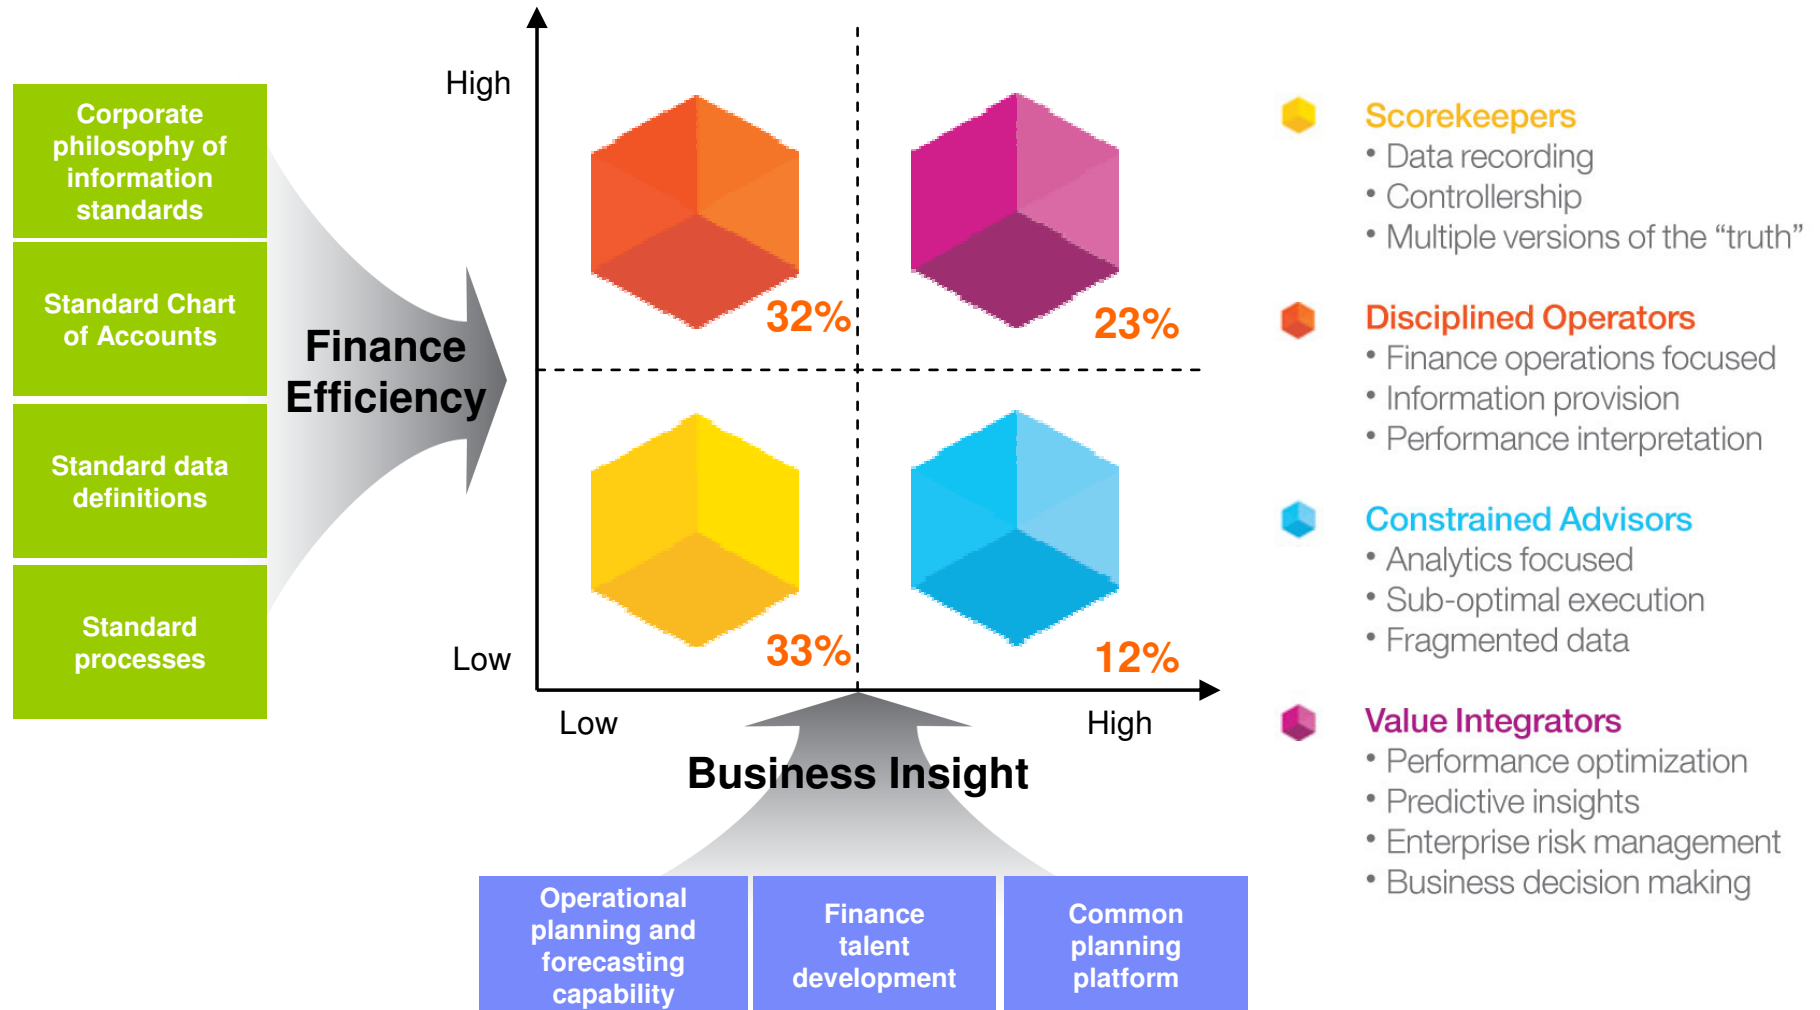 Corporate
philosophy of
information
standards
Standard Chart
of Accounts
Standard data
definitions
Standard
processes
Finance
Efficiency
High
Low
32%
23%
33%
12%
Low
High
Business Insight
Operational
planning and
forecasting
capability
Finance
talent
development
Common
planning
platform
Scorekeepers
• Data recording
• Controllership
• Multiple versions of the “truth”
Disciplined Operators
• Finance operations focused
• Information provision
• Performance interpretation
Constrained Advisors
• Analytics focused
• Sub-optimal execution
• Fragmented data
Value Integrators
• Performance optimization
• Predictive insights
• Enterprise risk management
• Business decision making